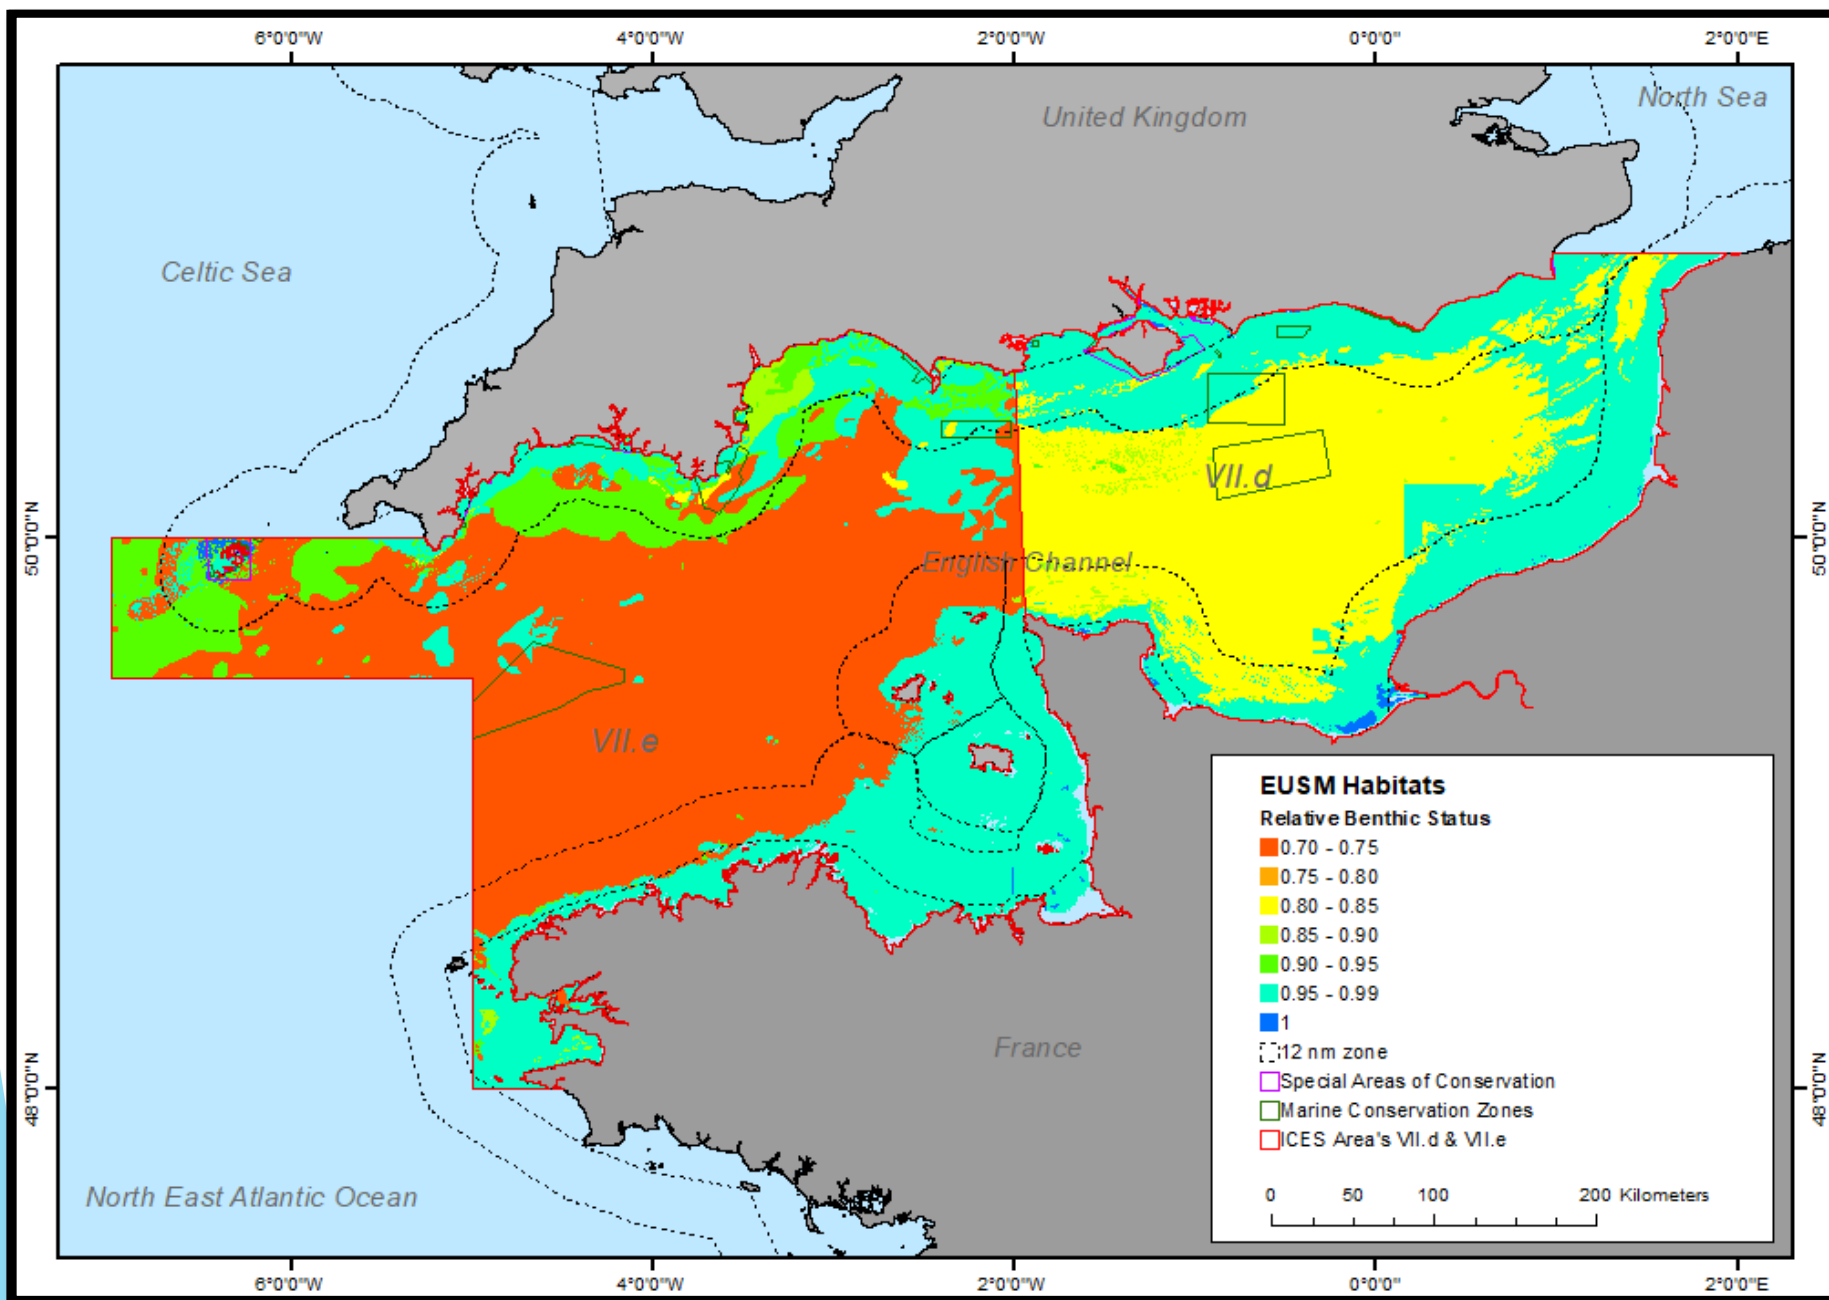 6°0'0"W 4°0'0"W 2°0'0"W 0°0'0" 2°0'0"E
North Sea
United Kingdom
Celtic Sea
VII.d
50°0'0"N 50°0'0"N
English Channel
VII.e
EUSM Habitats
Relative Benthic Status
0.70 - 0.75
0.75 - 0.80
0.80 - 0.85
0.85 - 0.90
0.90 - 0.95
0.95 - 0.99
1
12 nm zone
Special Areas of Conservation
Marine Conservation Zones
ICES Area's VII.d & VII.e
0 50 100 200 Kilometers
France
48°0'0"N 48°0'0"N
North East Atlantic Ocean
6°0'0"W 4°0'0"W 2°0'0"W 0°0'0" 2°0'0"E